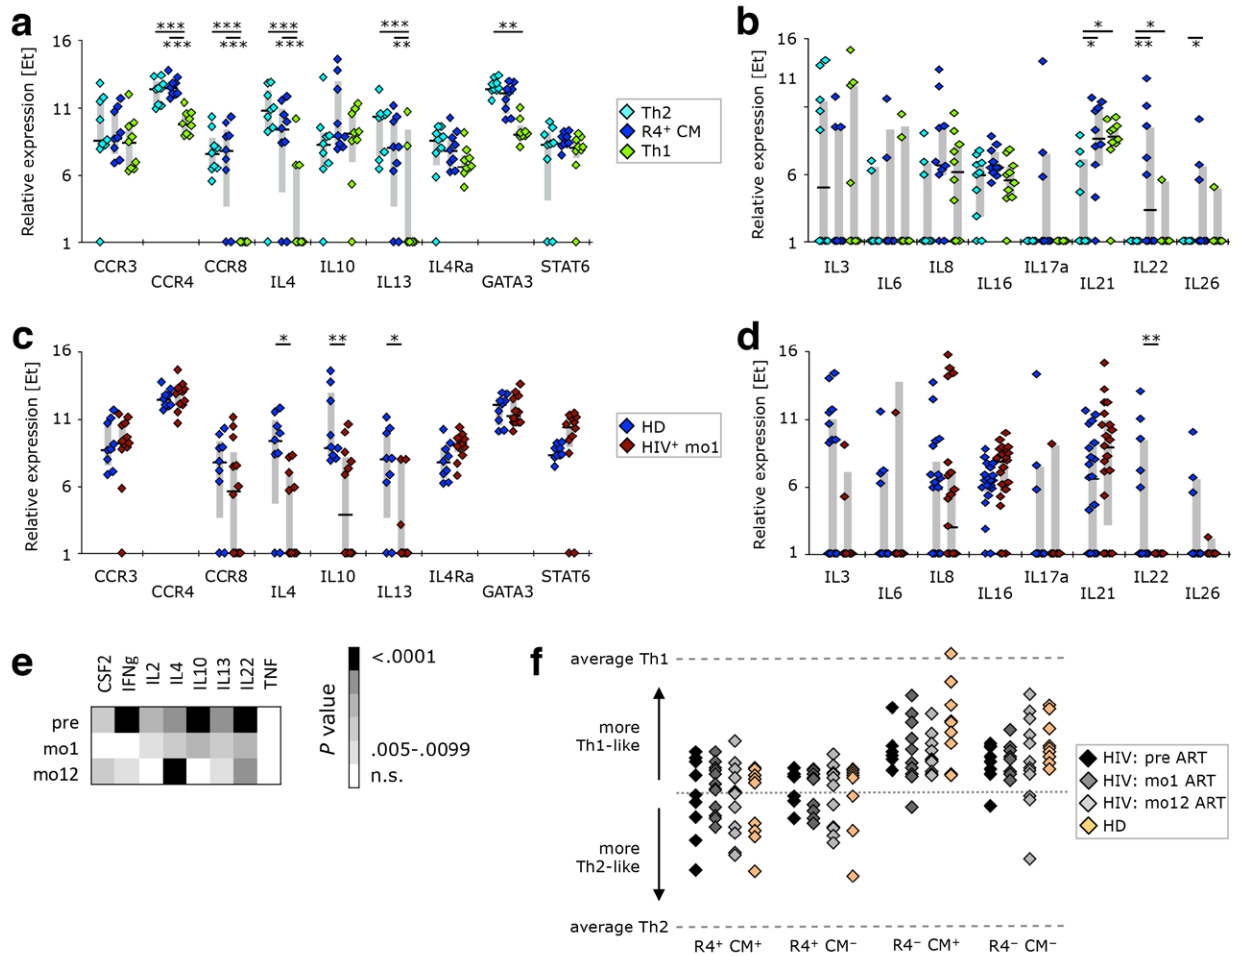 a
*** *** *** *** **
*** *** *** **
Relative expression [Et]
16
11
6
1
CCR3 CCR4 CCR8 IL4 IL10 IL13 IL4Ra GATA3 STAT6
Th2
R4⁺ CM
Th1
b
* *
* ** *
16
11
6
1
Relative expression [Et]
IL3 IL6 IL8 IL16 IL17a IL21 IL22 IL26
c
* ** *
Relative expression [Et]
16
11
6
1
CCR3 CCR4 CCR8 IL4 IL10 IL13 IL4Ra GATA3 STAT6
HD
HIV⁺ mo1
d
**
Relative expression [Et]
16
11
6
1
IL3 IL6 IL8 IL16 IL17a IL21 IL22 IL26
e
CSF2 IFNg IL2 IL4 IL10 IL13 IL22 TNF
pre
mo1
mo12
P value
<.0001
.005-.0099
n.s.
f
average Th1
more
Th1-like
more
Th2-like
average Th2
R4⁺ CM⁺ R4⁺ CM⁻ R4⁻ CM⁺ R4⁻ CM⁻
HIV: pre ART
HIV: mo1 ART
HIV: mo12 ART
HD